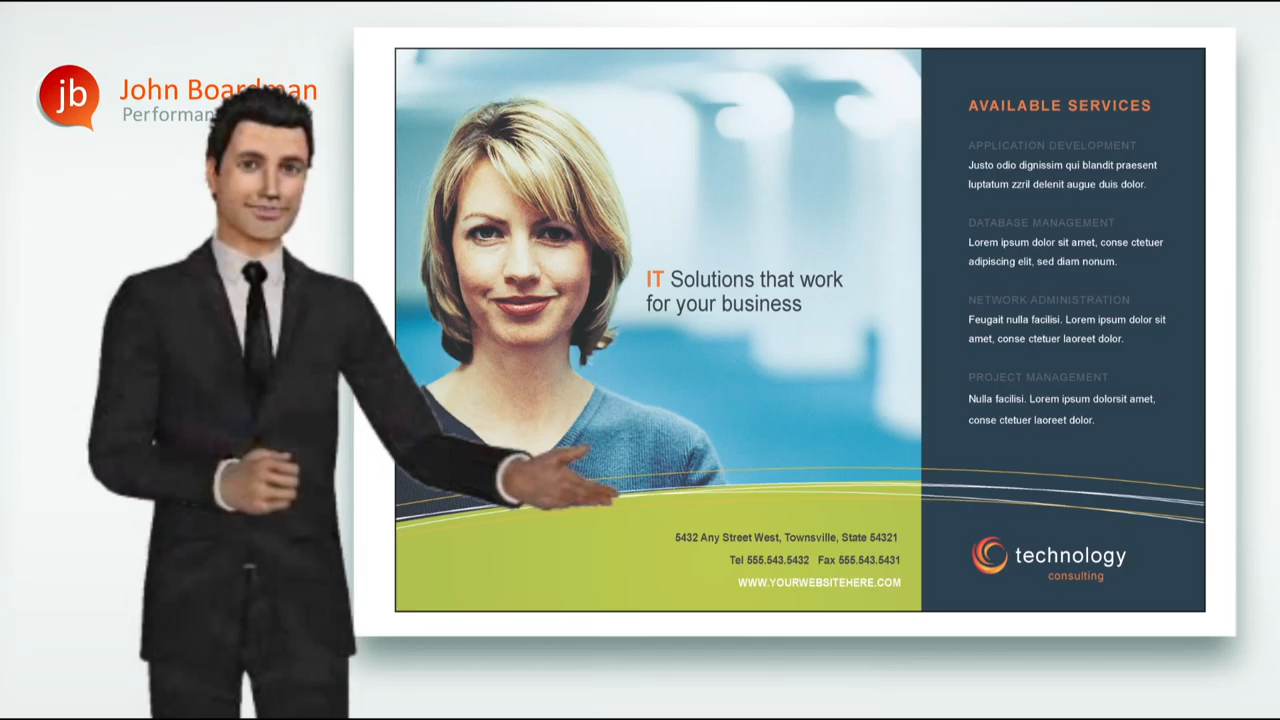 jb
John Boardman
IT Solutions that work
for your business
5432 Any Street West, Townsville, State 54321
Tel 555.543.5432 Fax 555.543.5431
WWW.YOURWEBSITEHERE.COM
AVAILABLE SERVICES
APPLICATION DEVELOPMENT
Justo odio dignissim qui blandit praesent
luptatum zzril delenit augue duis dolor.
DATABASE MANAGEMENT
Lorem ipsum dolor sit amet, conse ctetuer
adipiscing elit, sed diam nonum.
NETWORK ADMINISTRATION
Feugait nulla facilisi. Lorem ipsum dolor sit
amet, conse ctetuer laoreet dolor.
PROJECT MANAGEMENT
Nulla facilisi. Lorem ipsum dolorsit amet,
conse ctetuer laoreet dolor.
technology
consulting